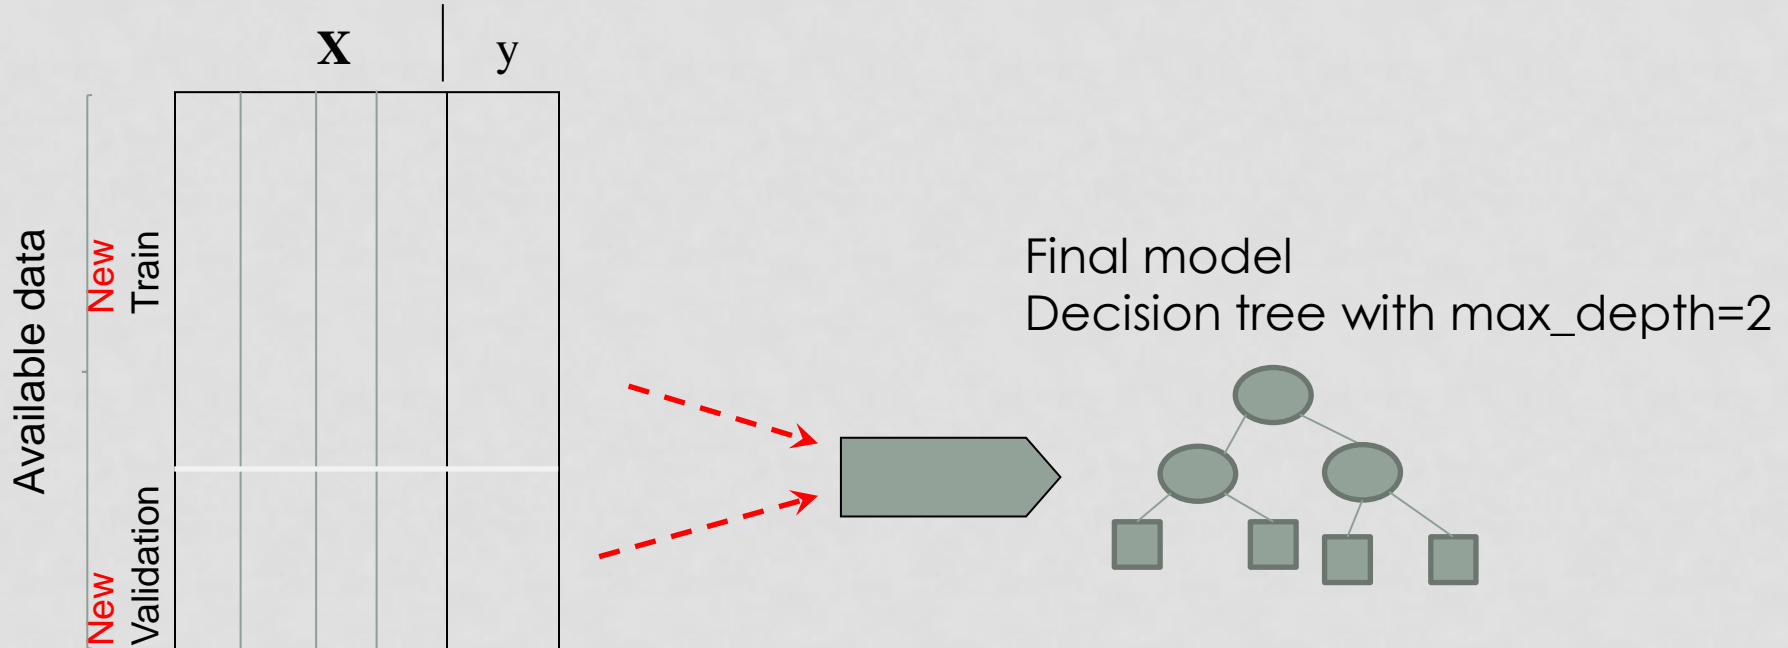 X y
Available data
New
Train
New
Validation
Final model
Decision tree with max_depth=2